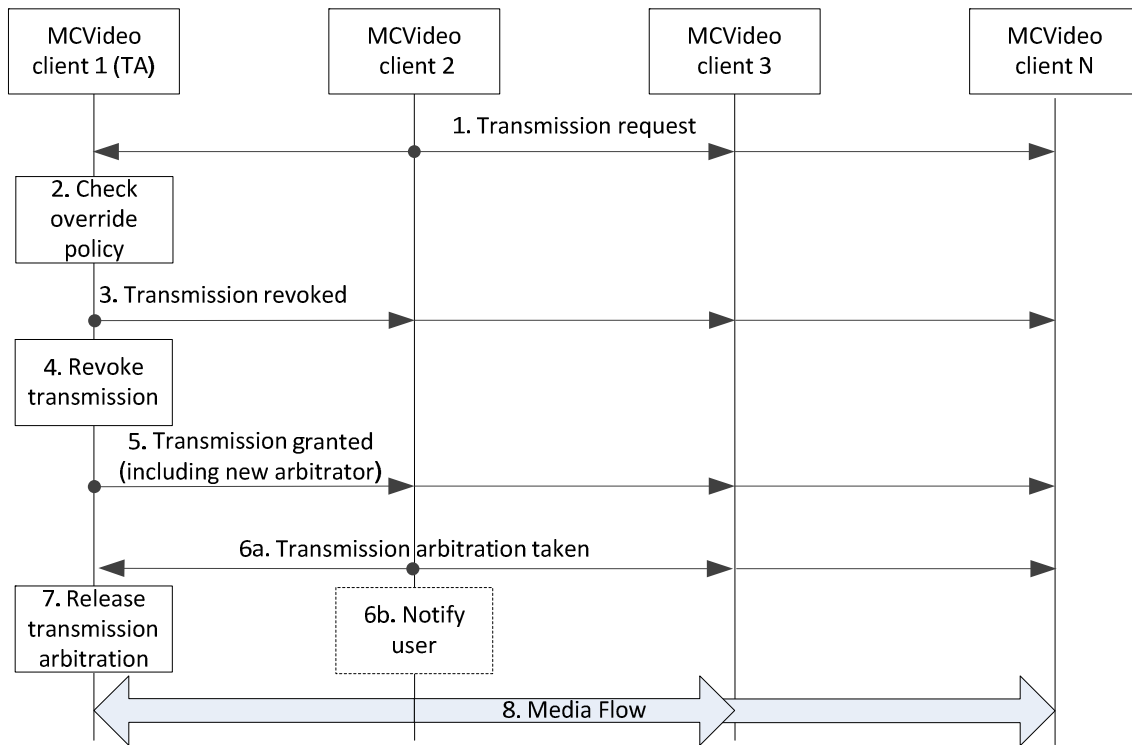 MCVideo
client 1 (TA)
MCVideo
client 2
MCVideo
client 3
MCVideo
client N
1. Transmission request
2. Check
override
policy
3. Transmission revoked
4. Revoke
transmission
5. Transmission granted
(including new arbitrator)
6a. Transmission arbitration taken
7. Release
transmission
arbitration
6b. Notify
user
8. Media Flow